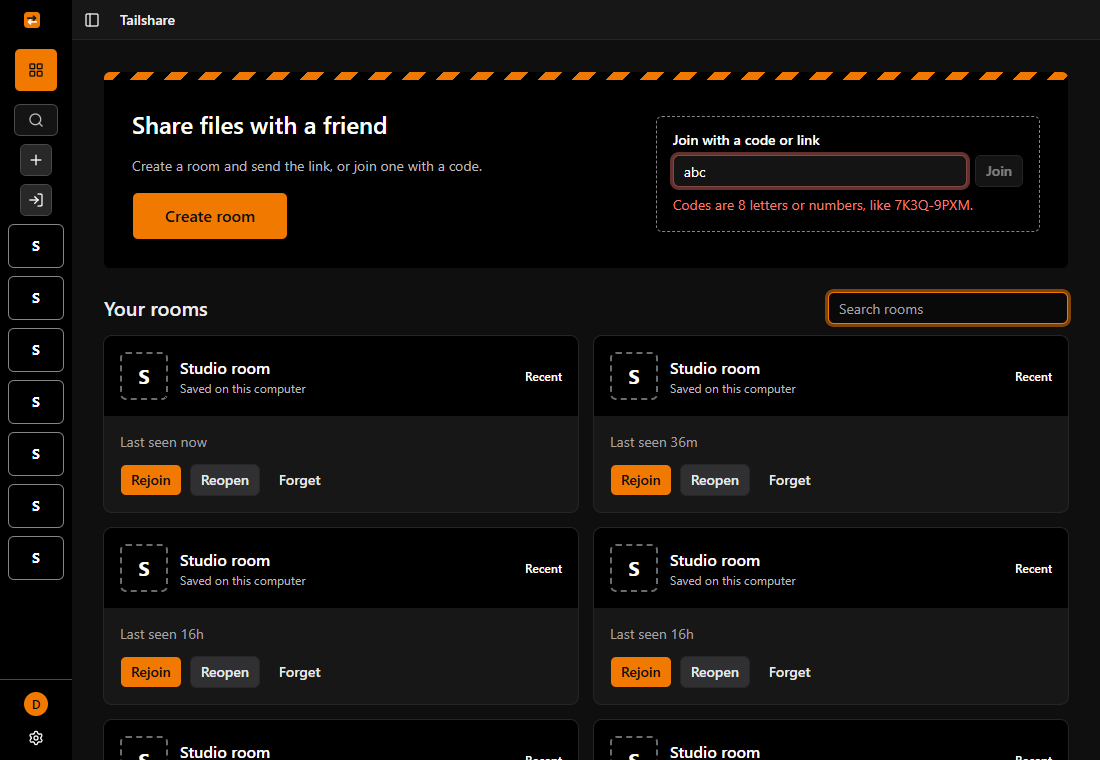 Tailshare
Share files with a friend
Create a room and send the link, or join one with a code.
Create room
Join with a code or link
abc
Join
Codes are 8 letters or numbers, like 7K3Q-9PXM.
S
S
S
S
S
S
S
D
Your rooms
Search rooms
S
Studio room
Saved on this computer
Recent
Last seen now
Rejoin
Reopen
Forget
S
Studio room
Saved on this computer
Recent
Last seen 36m
Rejoin
Reopen
Forget
S
Studio room
Saved on this computer
Recent
Last seen 16h
Rejoin
Reopen
Forget
S
Studio room
Saved on this computer
Recent
Last seen 16h
Rejoin
Reopen
Forget
S
Studio room
Recent
S
Studio room
Recent